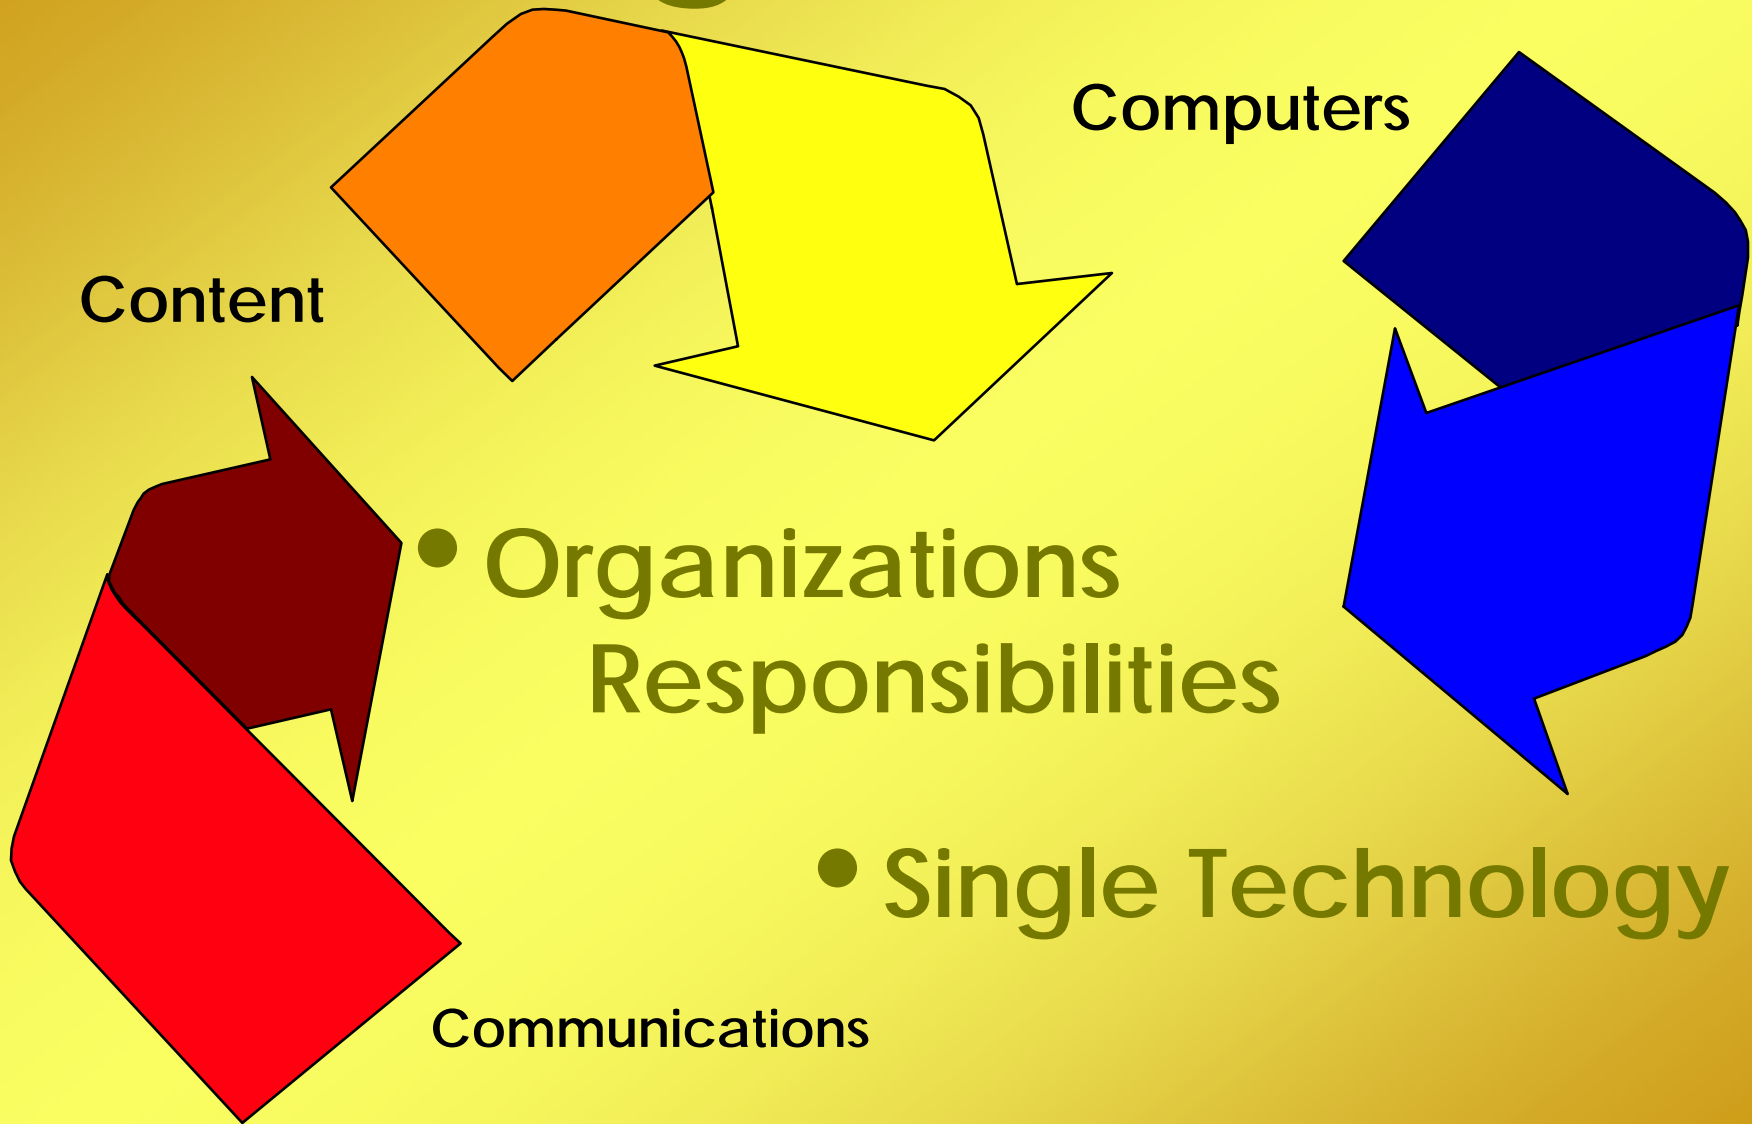 Computers
Content
• Organizations
Responsibilities
• Single Technology
Communications